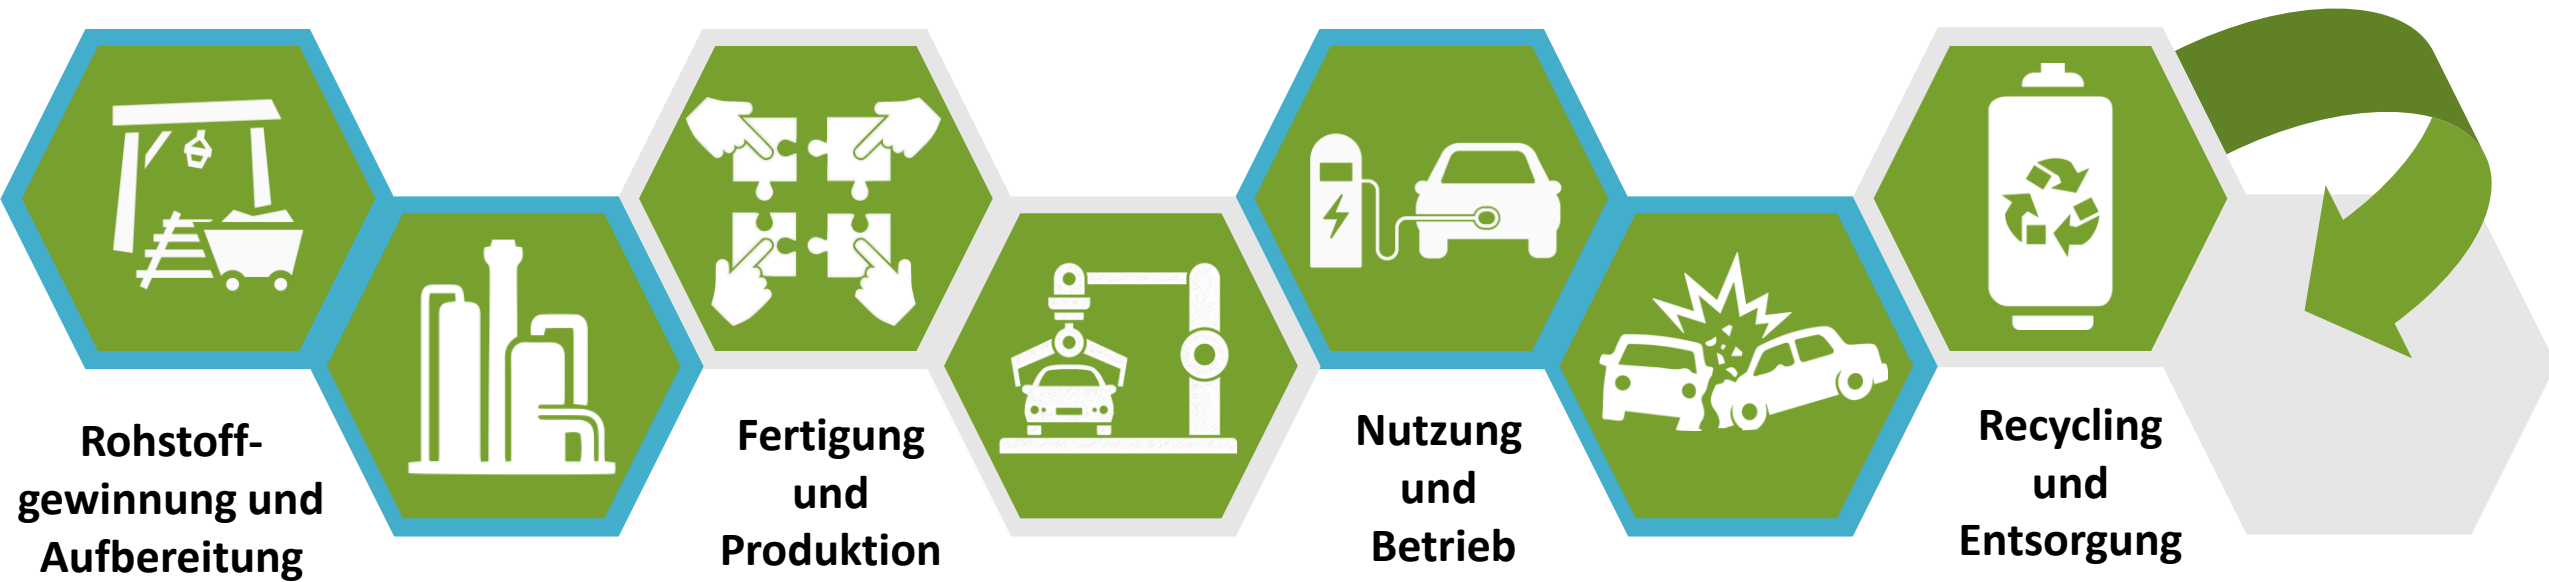 Rohstoff-
gewinnung und
Aufbereitung
Fertigung
und
Produktion
Nutzung
und
Betrieb
Recycling
und
Entsorgung